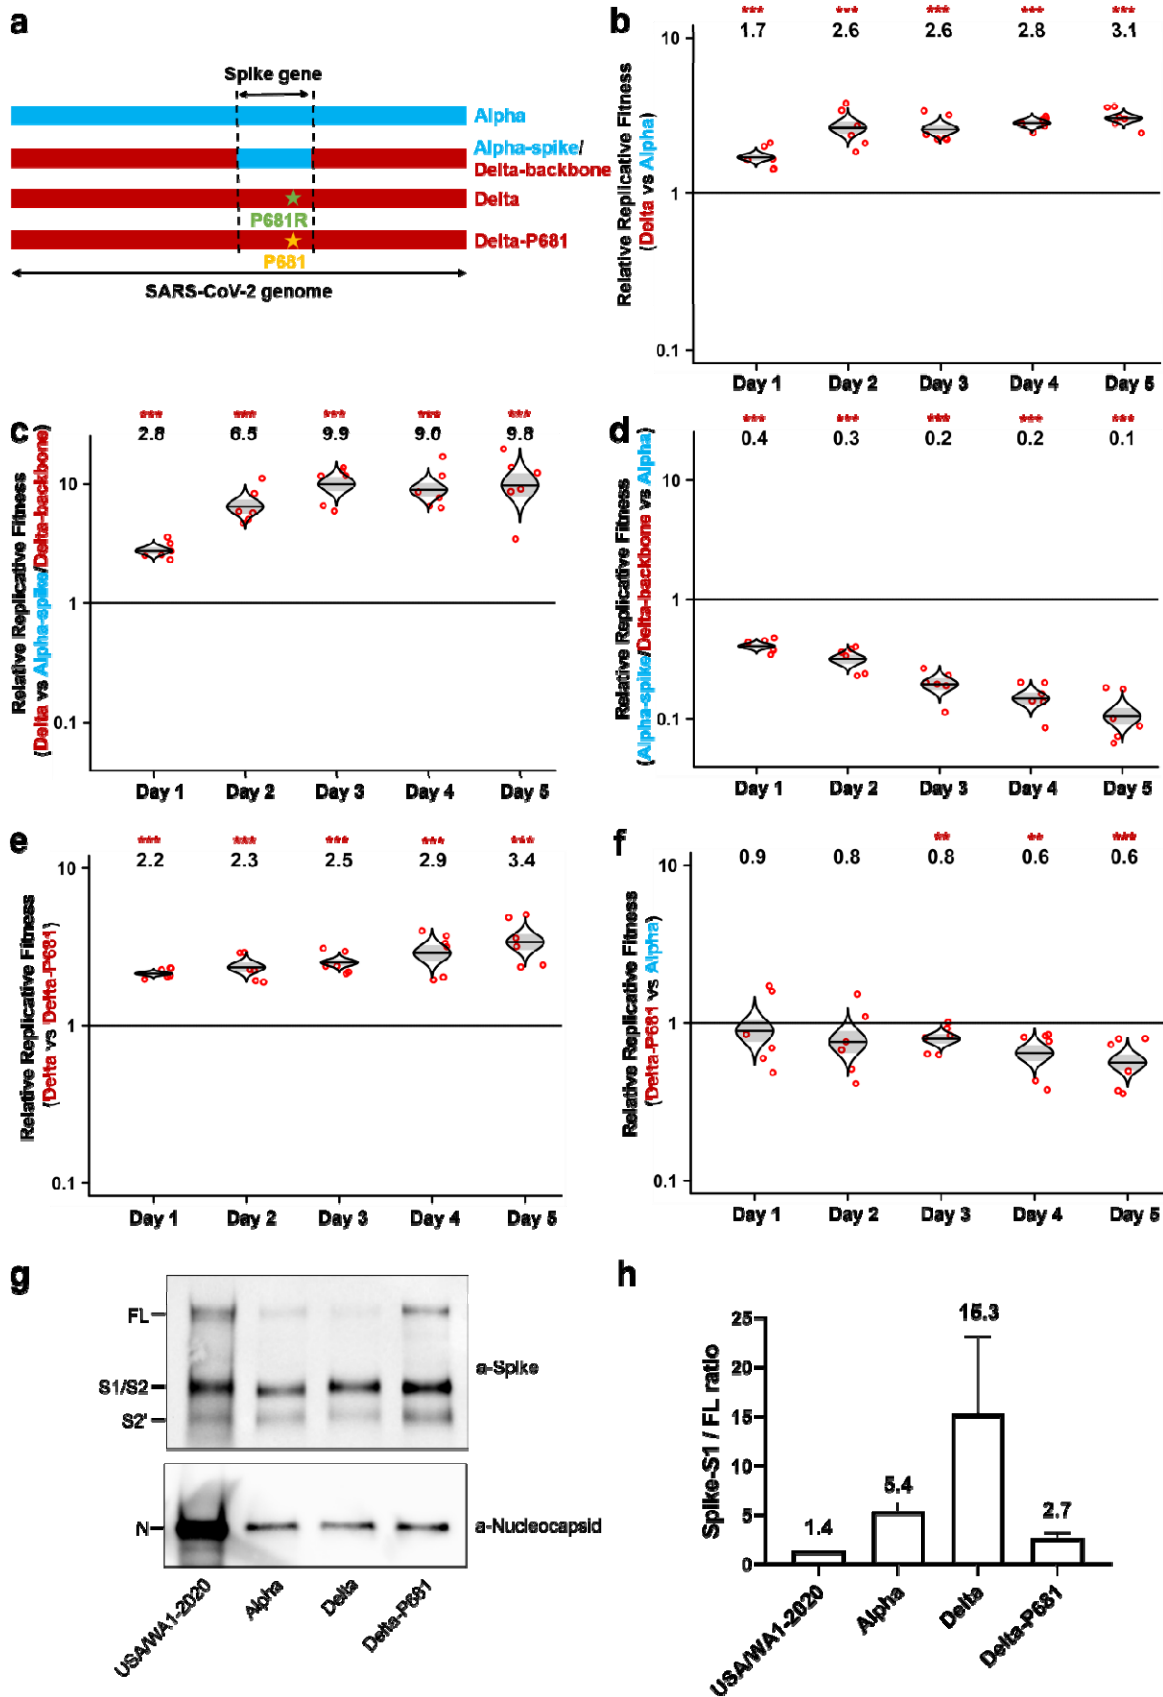 a
Spike gene
Alpha
Alpha-spike/
Delta-backbone
Delta
P681R
Delta-P681
P681
SARS-CoV-2 genome
b
*** *** *** *** ***
1.7 2.6 2.6 2.8 3.1
Relative Replicative Fitness
(Delta vs Alpha)
10
1
0.1
Day 1 Day 2 Day 3 Day 4 Day 5
c
*** *** *** *** ***
2.8 6.5 9.9 9.0 9.8
Relative Replicative Fitness
(Delta vs Alpha-spike/Delta-backbone)
10
1
0.1
Day 1 Day 2 Day 3 Day 4 Day 5
d
*** *** *** *** ***
0.4 0.3 0.2 0.2 0.1
Relative Replicative Fitness
(Alpha-spike/Delta-backbone vs Alpha)
10
1
0.1
Day 1 Day 2 Day 3 Day 4 Day 5
e
*** *** *** *** ***
2.2 2.3 2.5 2.9 3.4
Relative Replicative Fitness
(Delta vs Delta-P681)
10
1
0.1
Day 1 Day 2 Day 3 Day 4 Day 5
f
** ** ***
0.9 0.8 0.8 0.6 0.6
Relative Replicative Fitness
(Delta-P681 vs Alpha)
10
1
0.1
Day 1 Day 2 Day 3 Day 4 Day 5
g
FL
S1/S2
S2'
a-Spike
N
a-Nucleocapsid
USA/WA1-2020 Alpha Delta Delta-P681
h
Spike-S1 / FL ratio
25
20
15
10
5
0
1.4 5.4 15.3 2.7
USA/WA1-2020 Alpha Delta Delta-P681